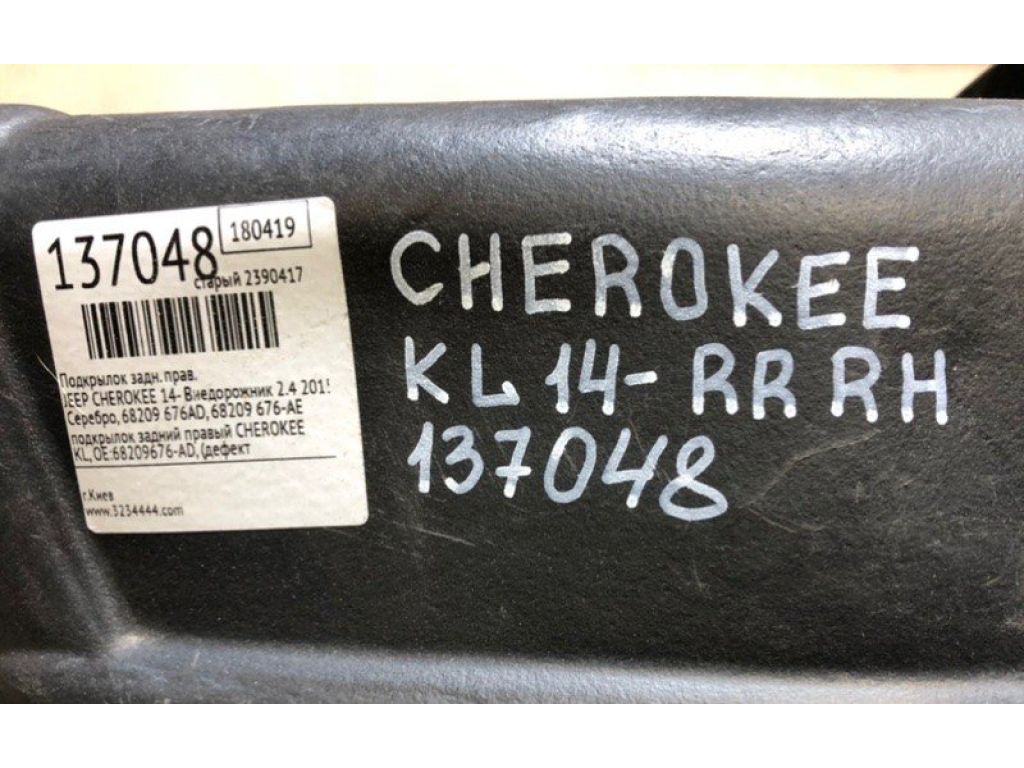 137048
180419
старый 2390417
Подкрылок задн. прав.
JEEP CHEROKEE 14- Внедорожник 2.4 2015
Серебро, 68209 676AD, 68209 676-AE
подкрылок задний правый CHEROKEE
KL, OE:68209676-AD, (дефект
г.Киев
www.3234444.com
CHEROKEE
KL 14- RR RH
137048